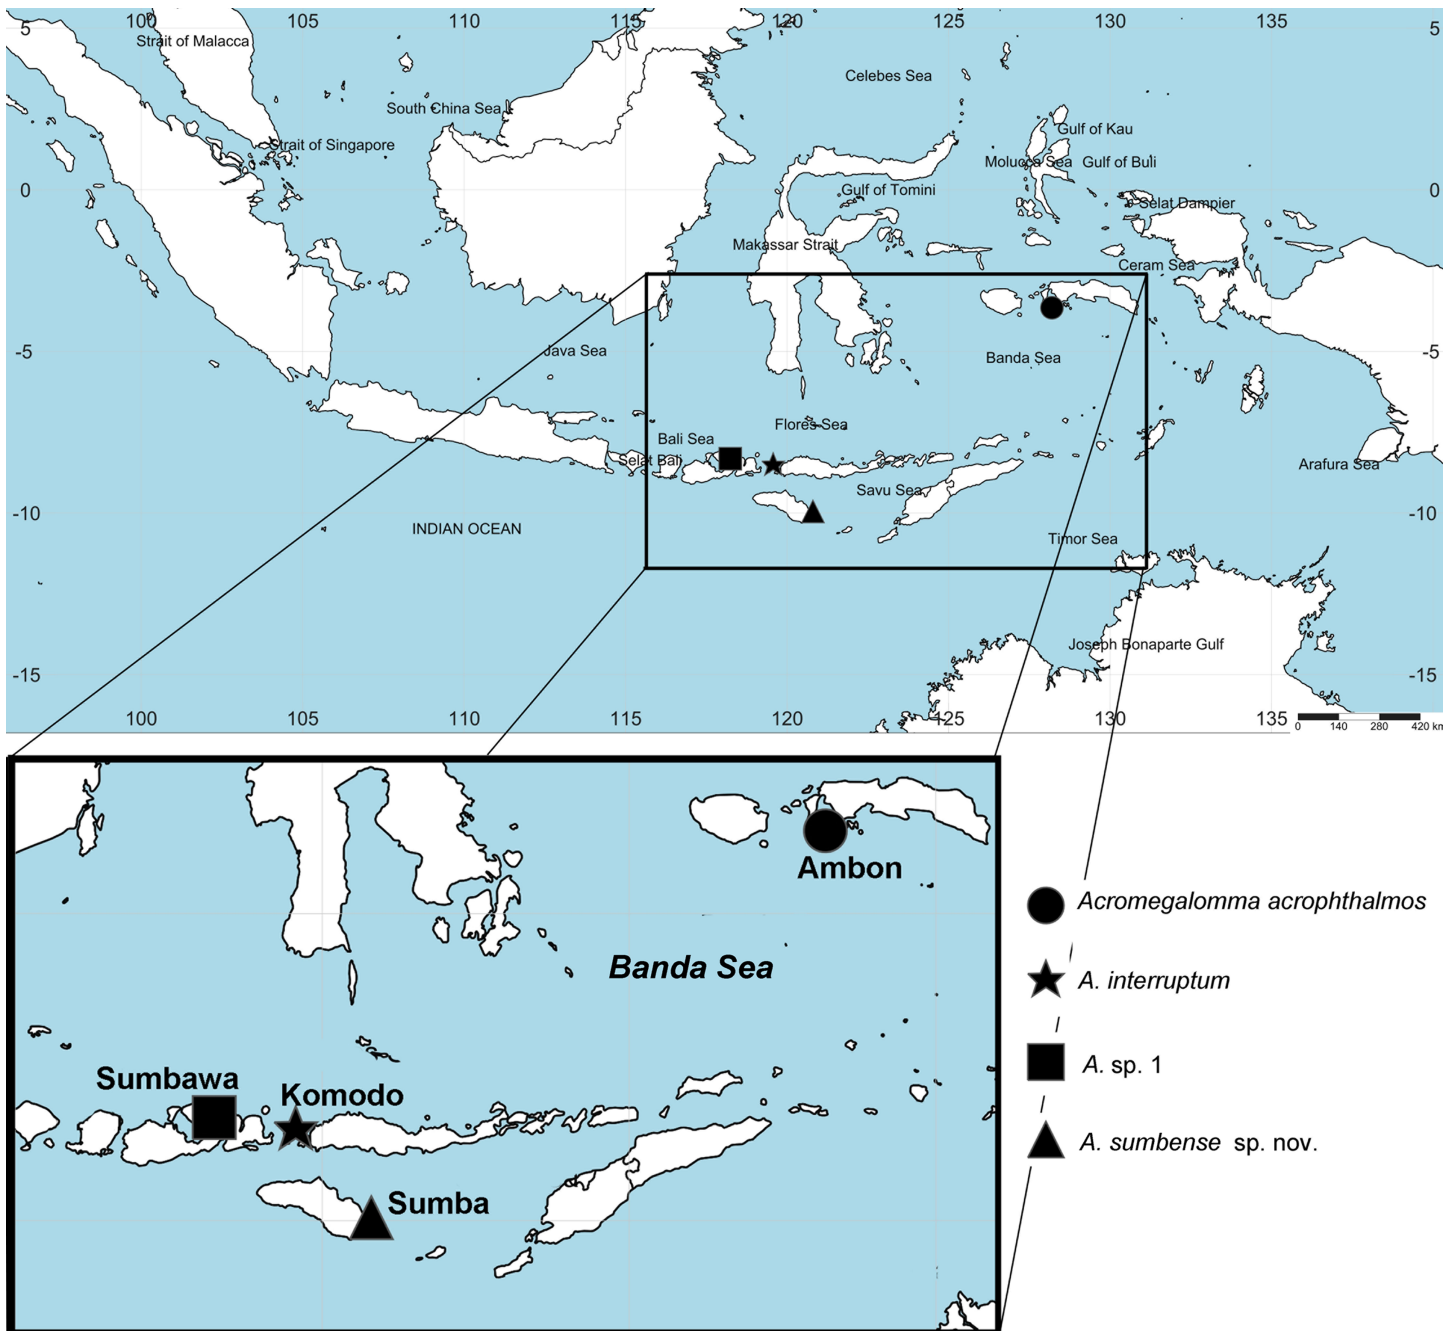 100 105 110 115 120 125 130 135
5 5
Strait of Malacca
Celebes Sea
South China Sea
Gulf of Kau
Strait of Singapore
Molucca Sea Gulf of Buli
0 Gulf of Tomini 0
Selat Dampier
Makassar Strait
Ceram Sea
-5 Java Sea -5
Banda Sea
Flores Sea
Bali Sea
Selat Bali
Arafura Sea
Savu Sea
-10 -10
INDIAN OCEAN
Timor Sea
Joseph Bonaparte Gulf
-15 -15
100 105 110 115 120 125 130 135
0 140 280 420 km
Ambon
Acromegalomma acrophthalmos
Banda Sea
A. interruptum
Sumbawa
Komodo
A. sp. 1
A. sumbense sp. nov.
Sumba